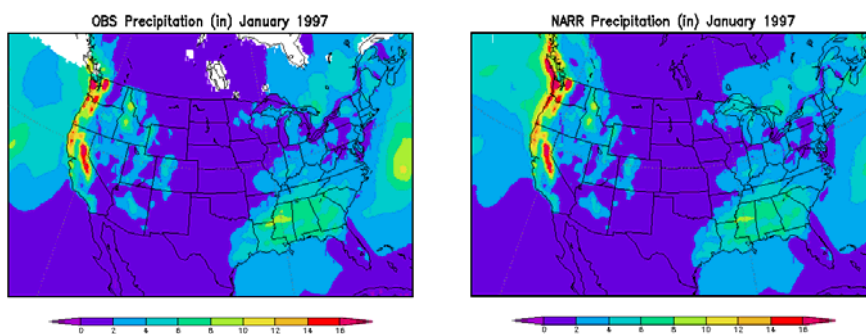 OBS Precipitation (in) January 1997
NARR Precipitation (in) January 1997
0 2 4 6 8 10 12 14 16
0 2 4 6 8 10 12 14 16